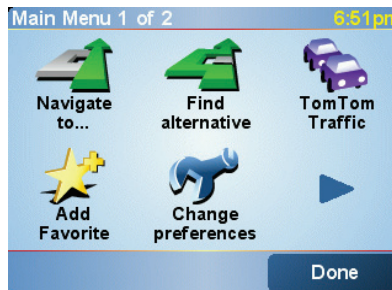 Main Menu 1 of 2
6:51pm
Navigate to...
Find alternative
TomTom Traffic
Add Favorite
Change preferences
Done